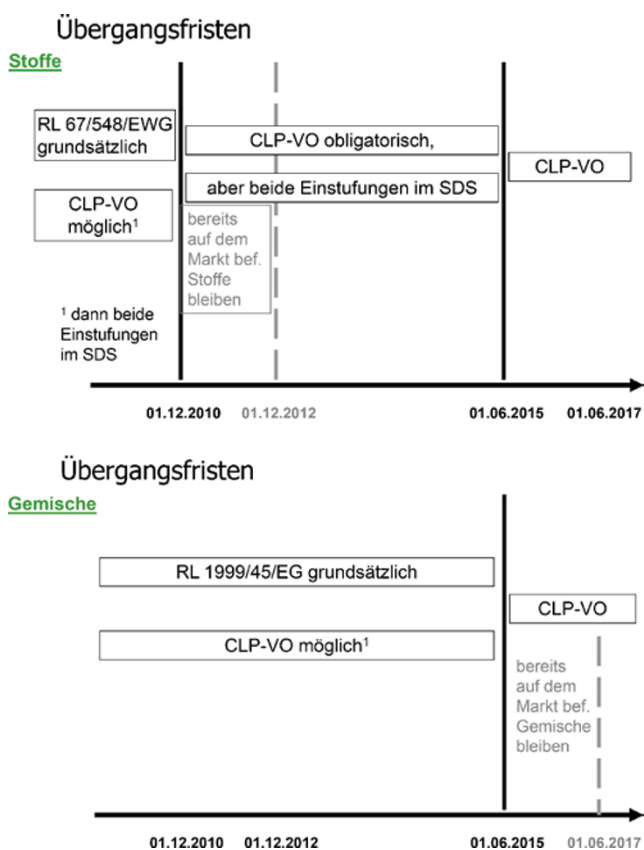 Übergangsfristen
Stoffe
RL 67/548/EWG
grundsätzlich
CLP-VO obligatorisch,
CLP-VO
aber beide Einstufungen im SDS
CLP-VO
möglich¹
bereits
auf dem
Markt bef.
Stoffe
bleiben
¹ dann beide
Einstufungen
im SDS
01.12.2010 01.12.2012 01.06.2015 01.06.2017
Übergangsfristen
Gemische
RL 1999/45/EG grundsätzlich
CLP-VO
CLP-VO möglich¹
bereits
auf dem
Markt bef.
Gemische
bleiben
01.12.2010 01.12.2012 01.06.2015 01.06.2017